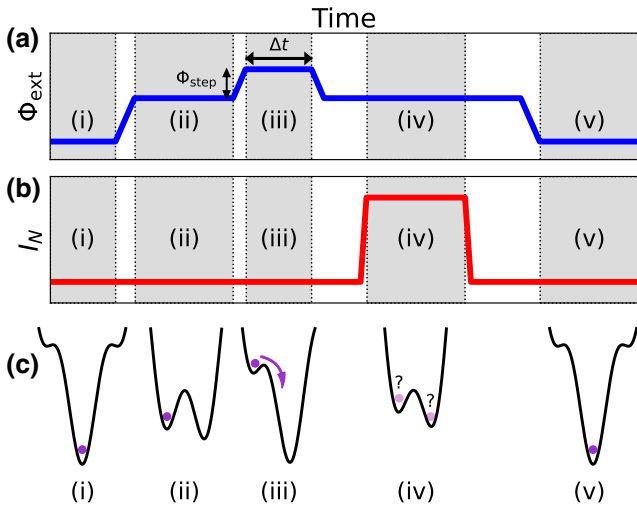 Time
(a)
Φext
Φstep
Δt
(i) (ii) (iii) (iv) (v)
(b)
IN
(i) (ii) (iii) (iv) (v)
(c)
? ?
(i) (ii) (iii) (iv) (v)